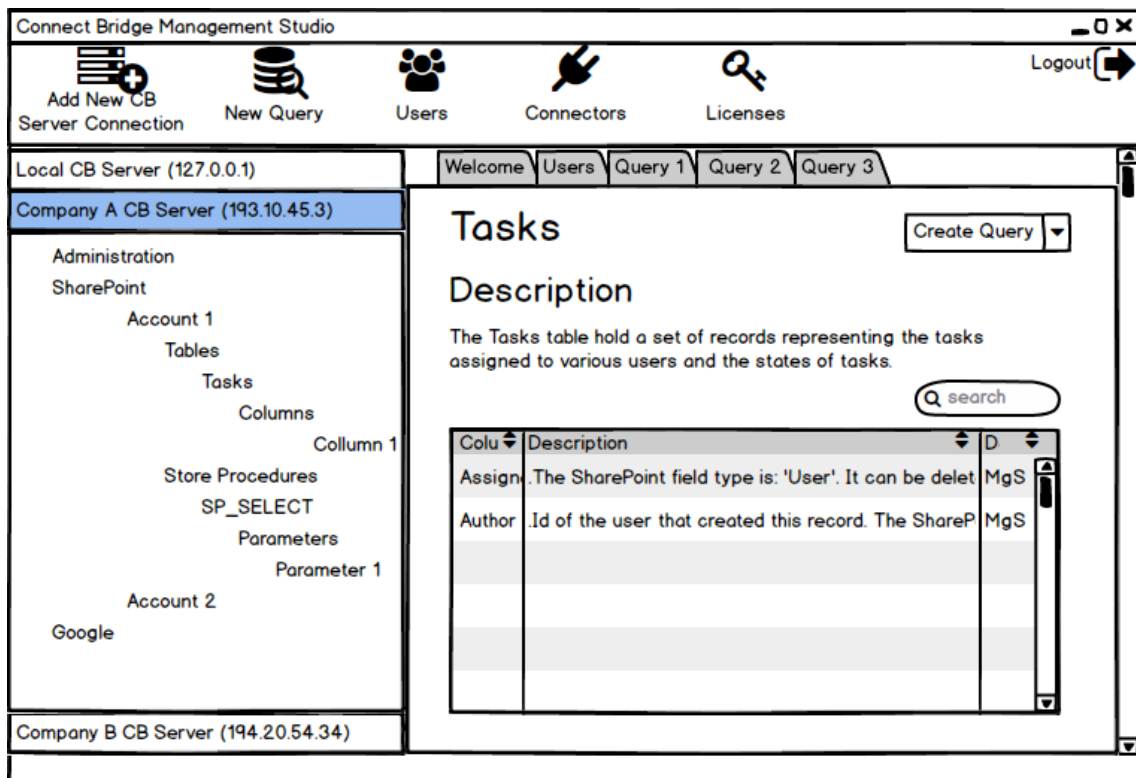 Connect Bridge Management Studio
Add New CB
Server Connection
New Query
Users
Connectors
Licenses
Logout
Local CB Server (127.0.0.1)
Company A CB Server (193.10.45.3)
Administration
SharePoint
Account 1
Tables
Tasks
Columns
Collumn 1
Store Procedures
SP_SELECT
Parameters
Parameter 1
Account 2
Google
Company B CB Server (194.20.54.34)
Welcome
Users
Query 1
Query 2
Query 3
Tasks
Create Query
Description
The Tasks table hold a set of records representing the tasks
assigned to various users and the states of tasks.
search
Colu Description D
Assign .The SharePoint field type is: 'User'. It can be delet MgS
Author .Id of the user that created this record. The ShareP MgS